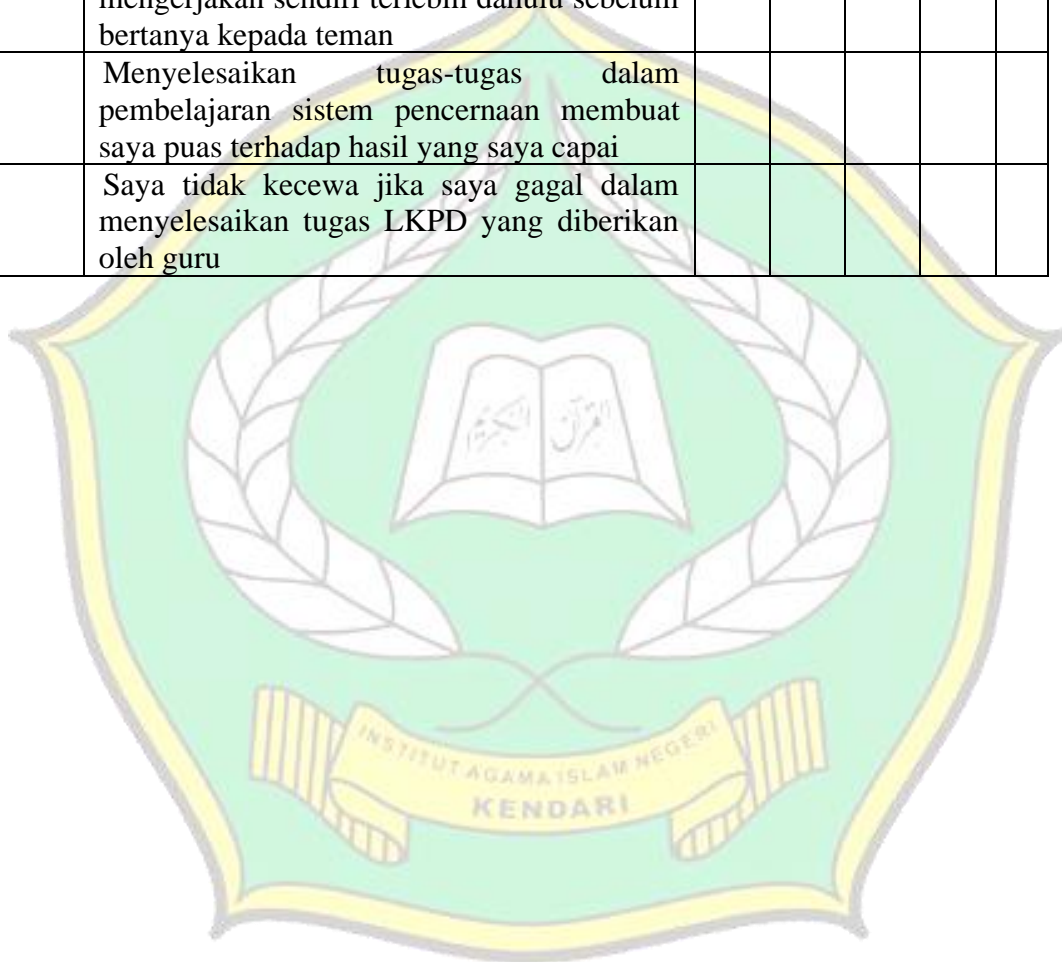 mengerjakan sendiri terlebih dahulu sebelum
bertanya kepada teman
Menyelesaikan tugas-tugas dalam
pembelajaran sistem pencernaan membuat
saya puas terhadap hasil yang saya capai
Saya tidak kecewa jika saya gagal dalam
menyelesaikan tugas LKPD yang diberikan
oleh guru
القرآن الكريم
INSTITUT AGAMA ISLAM NEGERI
KENDARI